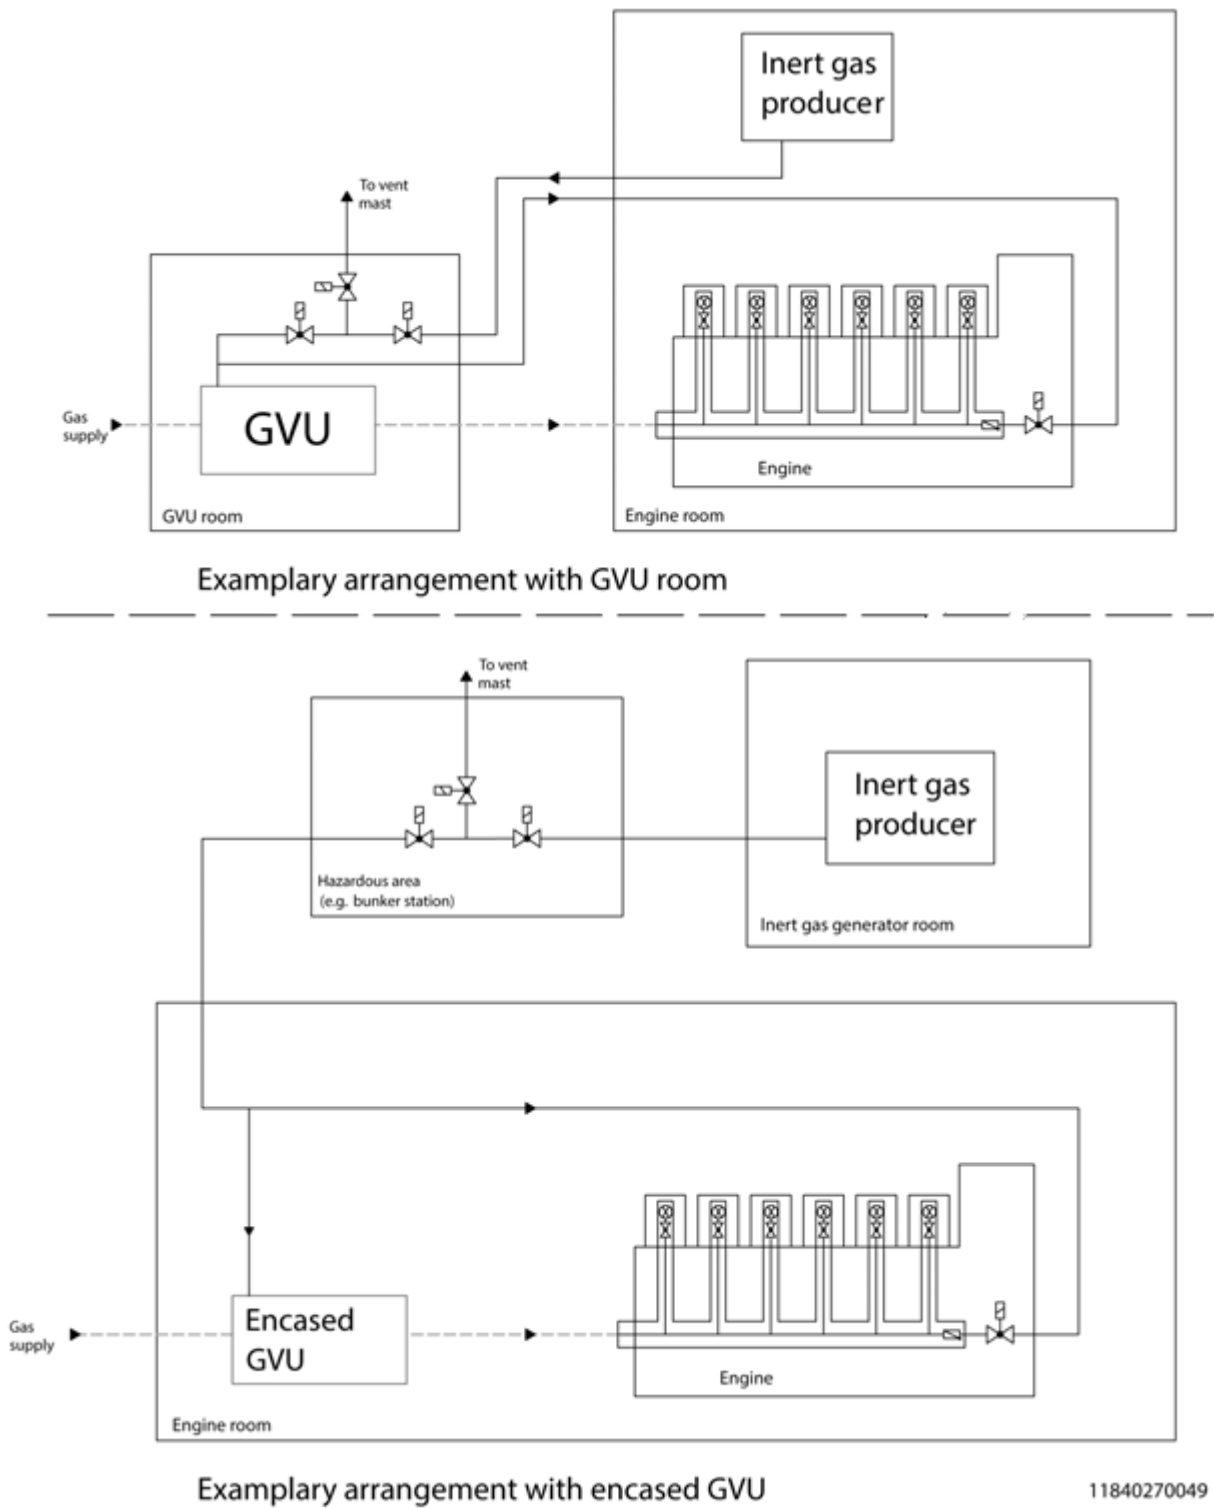 Inert gas
producer
To vent
mast
Gas
supply
GVU
GVU room
Engine
Engine room
Examplary arrangement with GVU room
To vent
mast
Inert gas
producer
Hazardous area
(e.g. bunker station)
Inert gas generator room
Gas
supply
Encased
GVU
Engine
Engine room
Examplary arrangement with encased GVU
11840270049